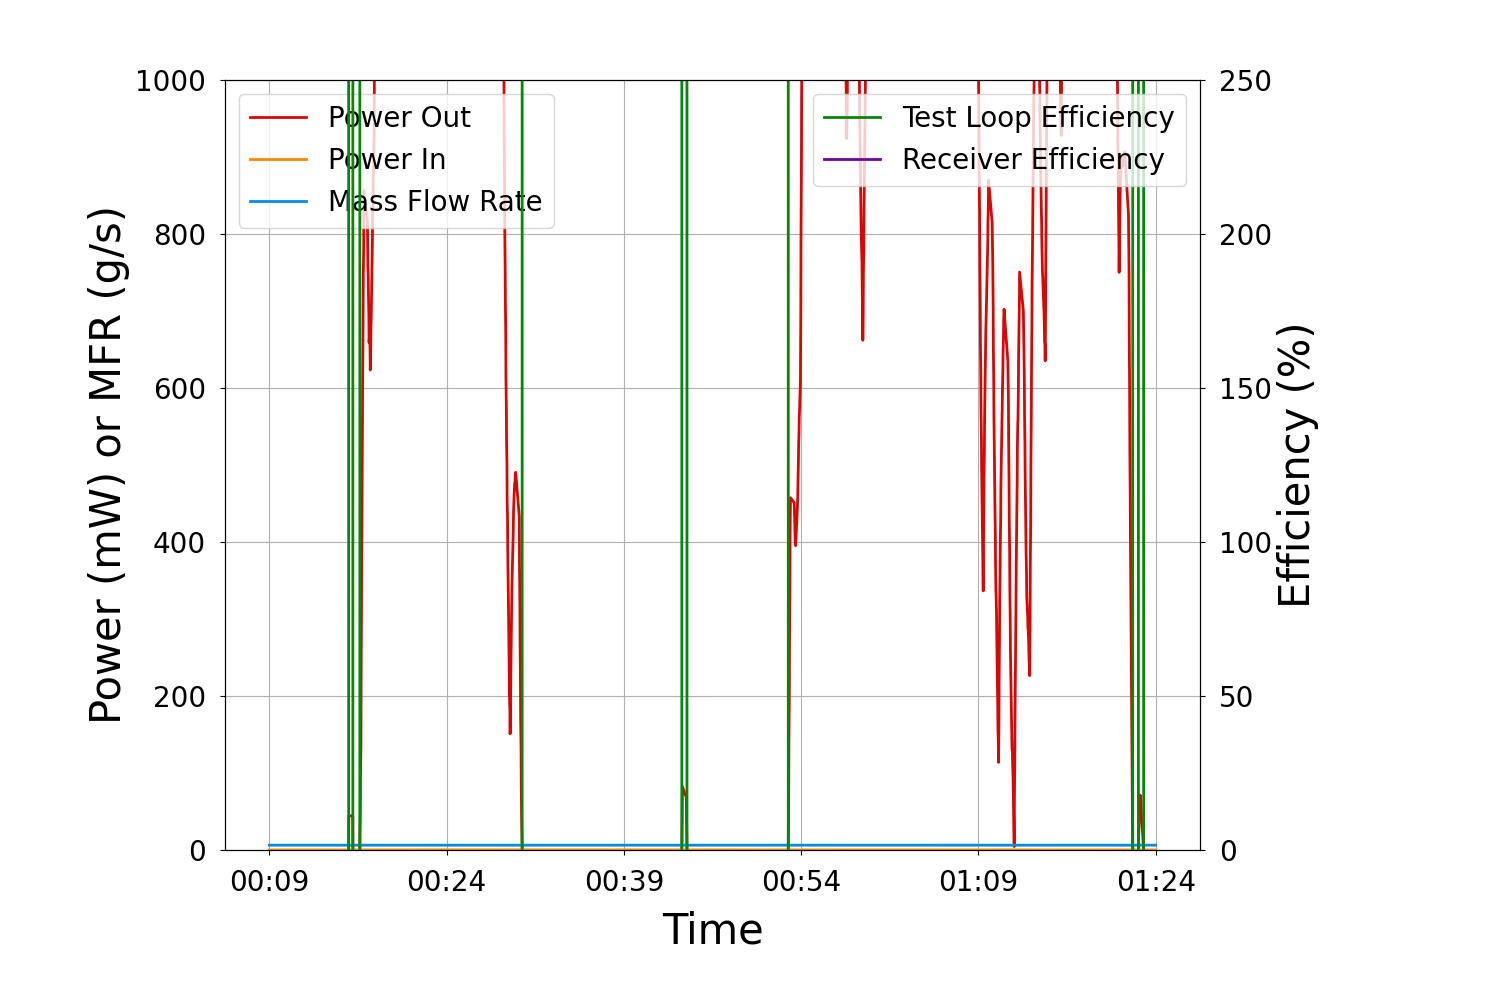 1000
800
600
400
200
0
Power (mW) or MFR (g/s)
Power Out
Power In
Mass Flow Rate
Test Loop Efficiency
Receiver Efficiency
250
200
150
100
50
0
Efficiency (%)
00:09 00:24 00:39 00:54 01:09 01:24
Time